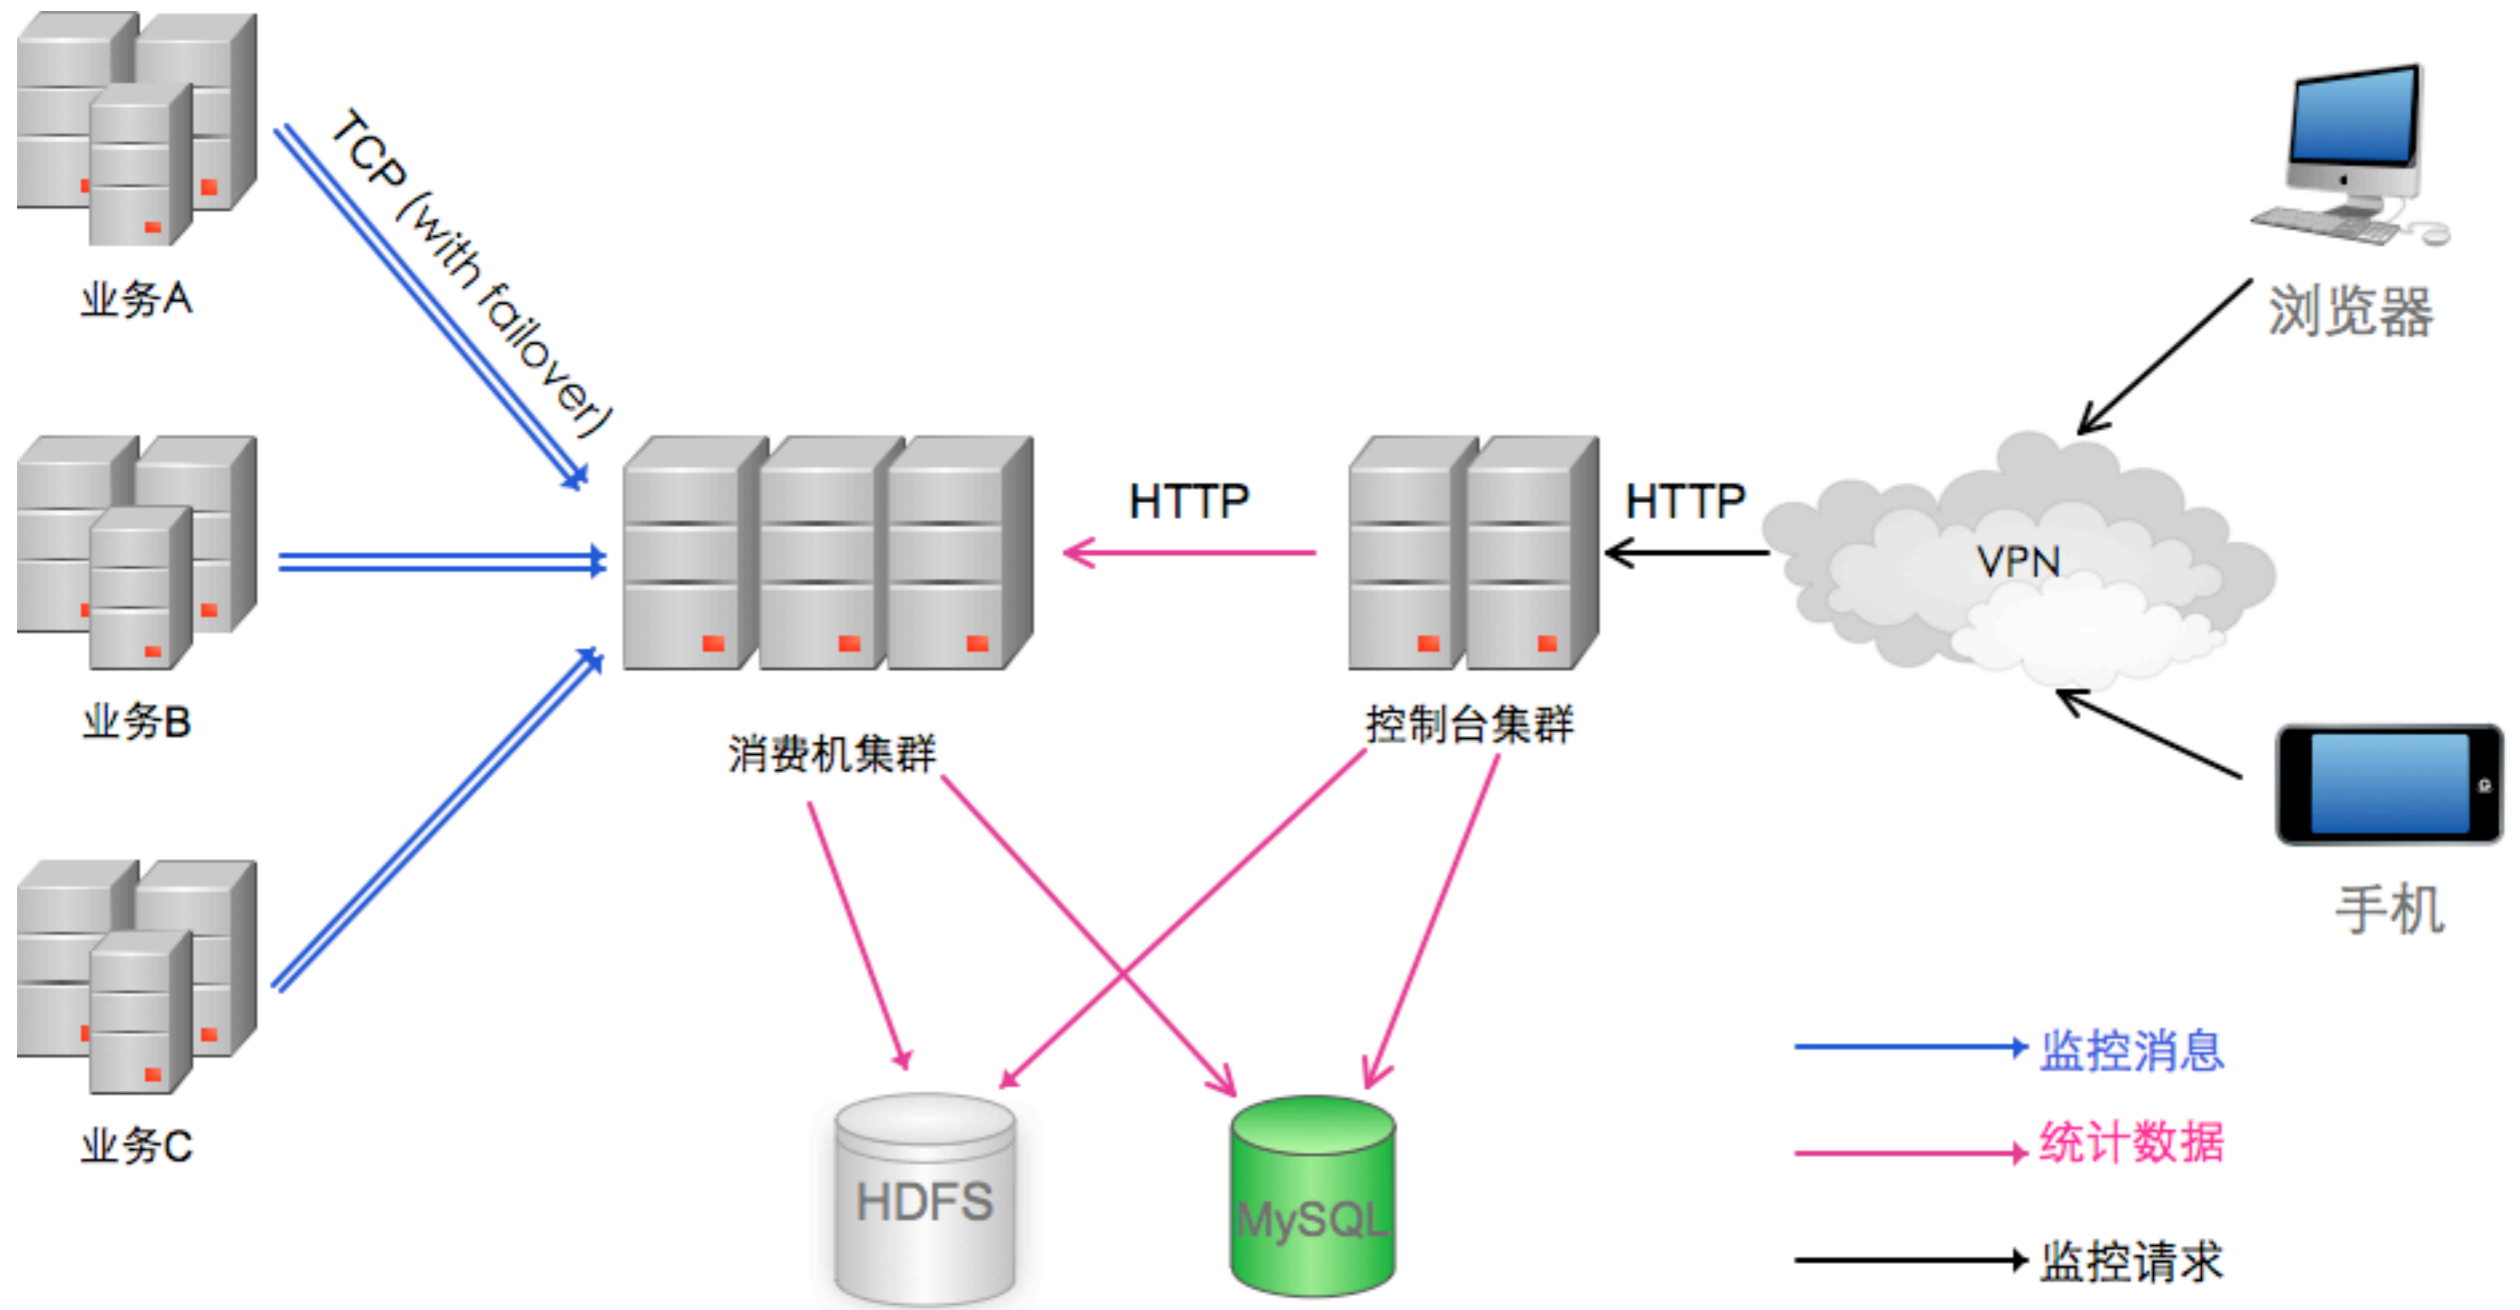 业务A
TCP (with failover)
浏览器
HTTP
HTTP
VPN
业务B
消费机集群
控制台集群
手机
业务C
HDFS
MySQL
监控消息
统计数据
监控请求